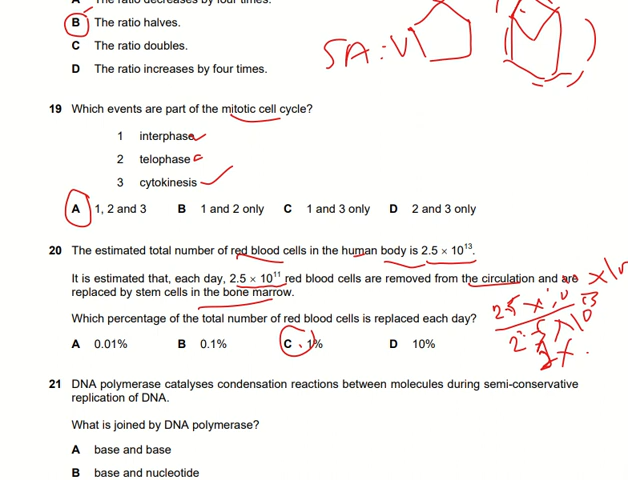 A The ratio decreases by four times.
B The ratio halves.
C The ratio doubles.
D The ratio increases by four times.
SA:V
19 Which events are part of the mitotic cell cycle?
1 interphase
2 telophase
3 cytokinesis
A 1, 2 and 3 B 1 and 2 only C 1 and 3 only D 2 and 3 only
20 The estimated total number of red blood cells in the human body is 2.5 × 10¹³.
It is estimated that, each day, 2.5 × 10¹¹ red blood cells are removed from the circulation and are
replaced by stem cells in the bone marrow.
Which percentage of the total number of red blood cells is replaced each day?
A 0.01% B 0.1% C 1% D 10%
21 DNA polymerase catalyses condensation reactions between molecules during semi-conservative
replication of DNA.
What is joined by DNA polymerase?
A base and base
B base and nucleotide